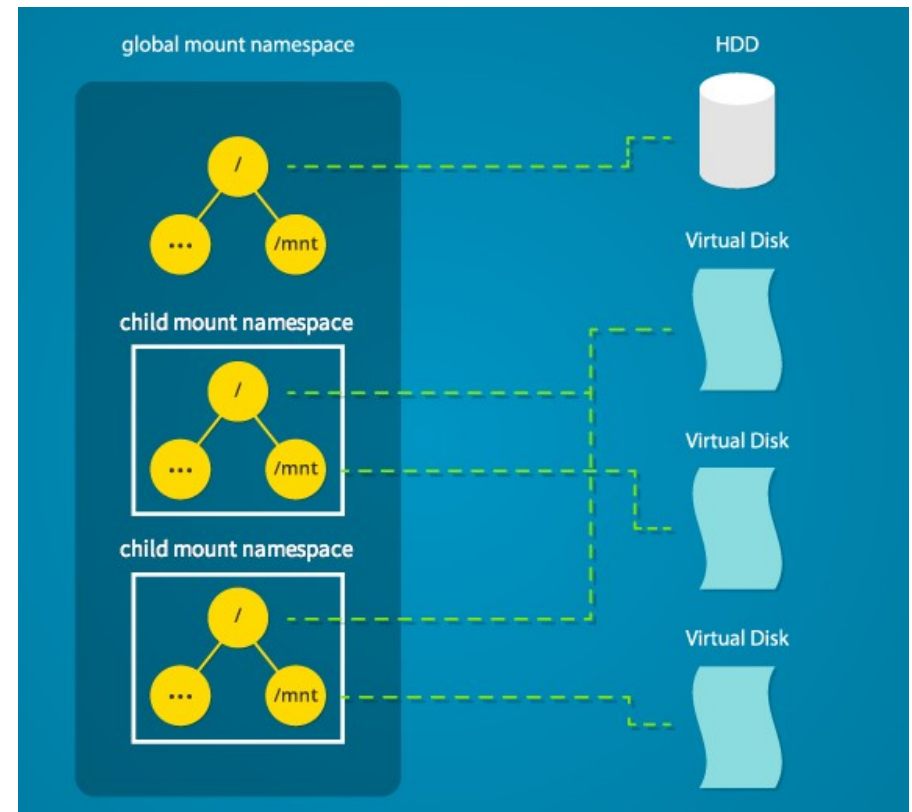 global mount namespace
HDD
/
... /mnt
Virtual Disk
child mount namespace
/
... /mnt
Virtual Disk
child mount namespace
/
... /mnt
Virtual Disk